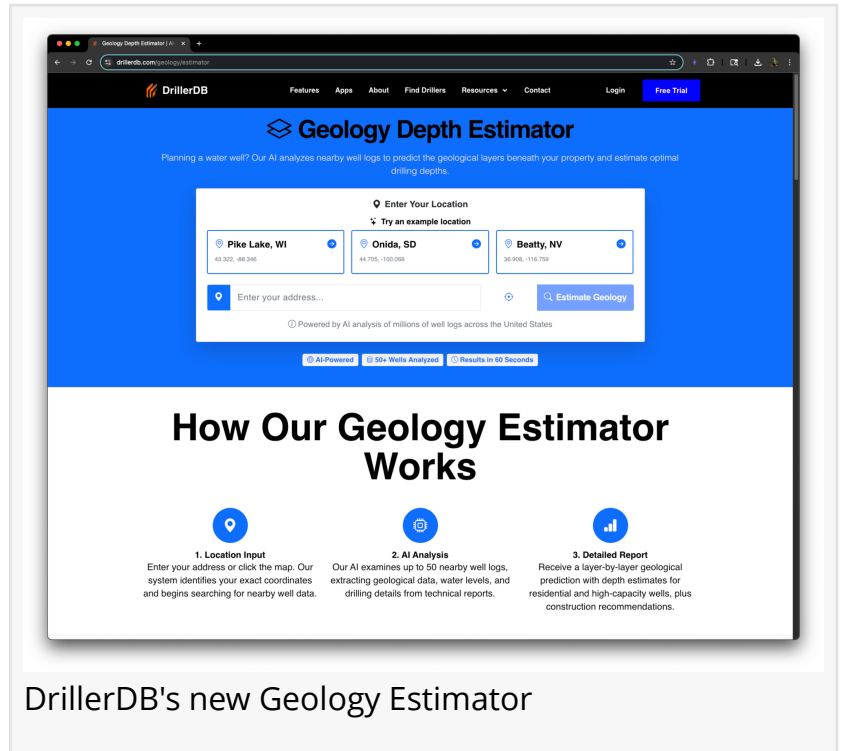 Geology Depth Estimator | AI
drillerdb.com/geology/estimator
DrillerDB
Features Apps About Find Drillers Resources Contact Login Free Trial
Geology Depth Estimator
Planning a water well? Our AI analyzes nearby well logs to predict the geological layers beneath your property and estimate optimal
drilling depths.
Enter Your Location
Try an example location
Pike Lake, WI
43.322, -88.346
Onida, SD
44.705, -100.066
Beatty, NV
36.908, -116.759
Enter your address...
Estimate Geology
Powered by AI analysis of millions of well logs across the United States
AI-Powered 50+ Wells Analyzed Results in 60 Seconds
How Our Geology Estimator
Works
1. Location Input
Enter your address or click the map. Our
system identifies your exact coordinates
and begins searching for nearby well data.
2. AI Analysis
Our AI examines up to 50 nearby well logs,
extracting geological data, water levels, and
drilling details from technical reports.
3. Detailed Report
Receive a layer-by-layer geological
prediction with depth estimates for
residential and high-capacity wells, plus
construction recommendations.
DrillerDB's new Geology Estimator